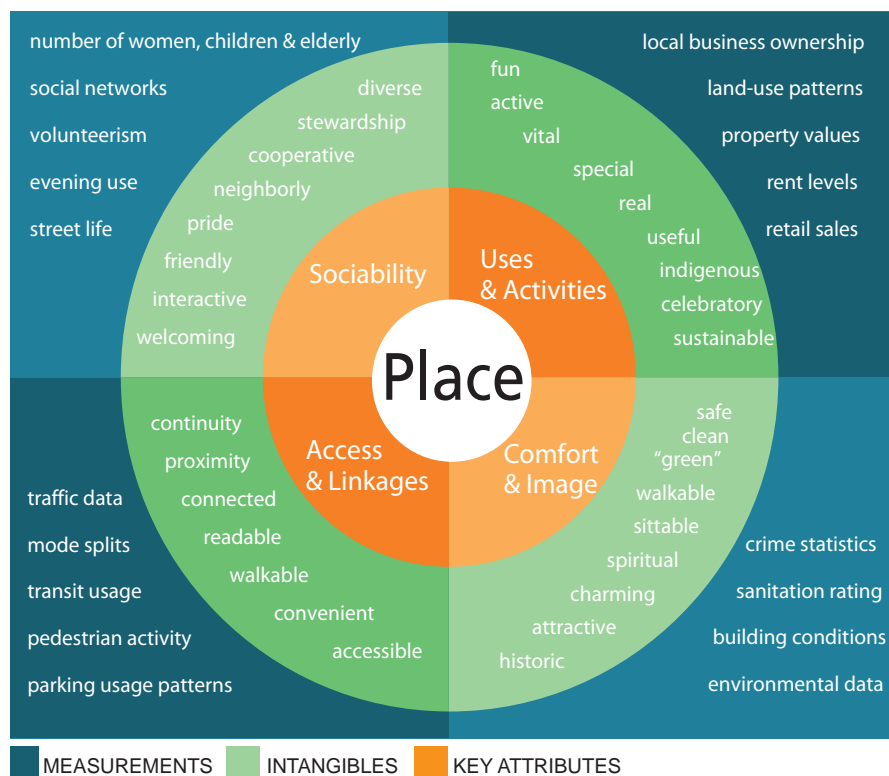 number of women, children & elderly
social networks
volunteerism
evening use
street life
diverse
stewardship
cooperative
neighborly
pride
friendly
interactive
welcoming
Sociability
fun
active
vital
special
real
useful
indigenous
celebratory
sustainable
Uses
& Activities
local business ownership
land-use patterns
property values
rent levels
retail sales
Place
continuity
proximity
connected
readable
walkable
convenient
accessible
Access
& Linkages
traffic data
mode splits
transit usage
pedestrian activity
parking usage patterns
Comfort
& Image
safe
clean
“green”
walkable
sittable
spiritual
charming
attractive
historic
crime statistics
sanitation rating
building conditions
environmental data
MEASUREMENTS
INTANGIBLES
KEY ATTRIBUTES